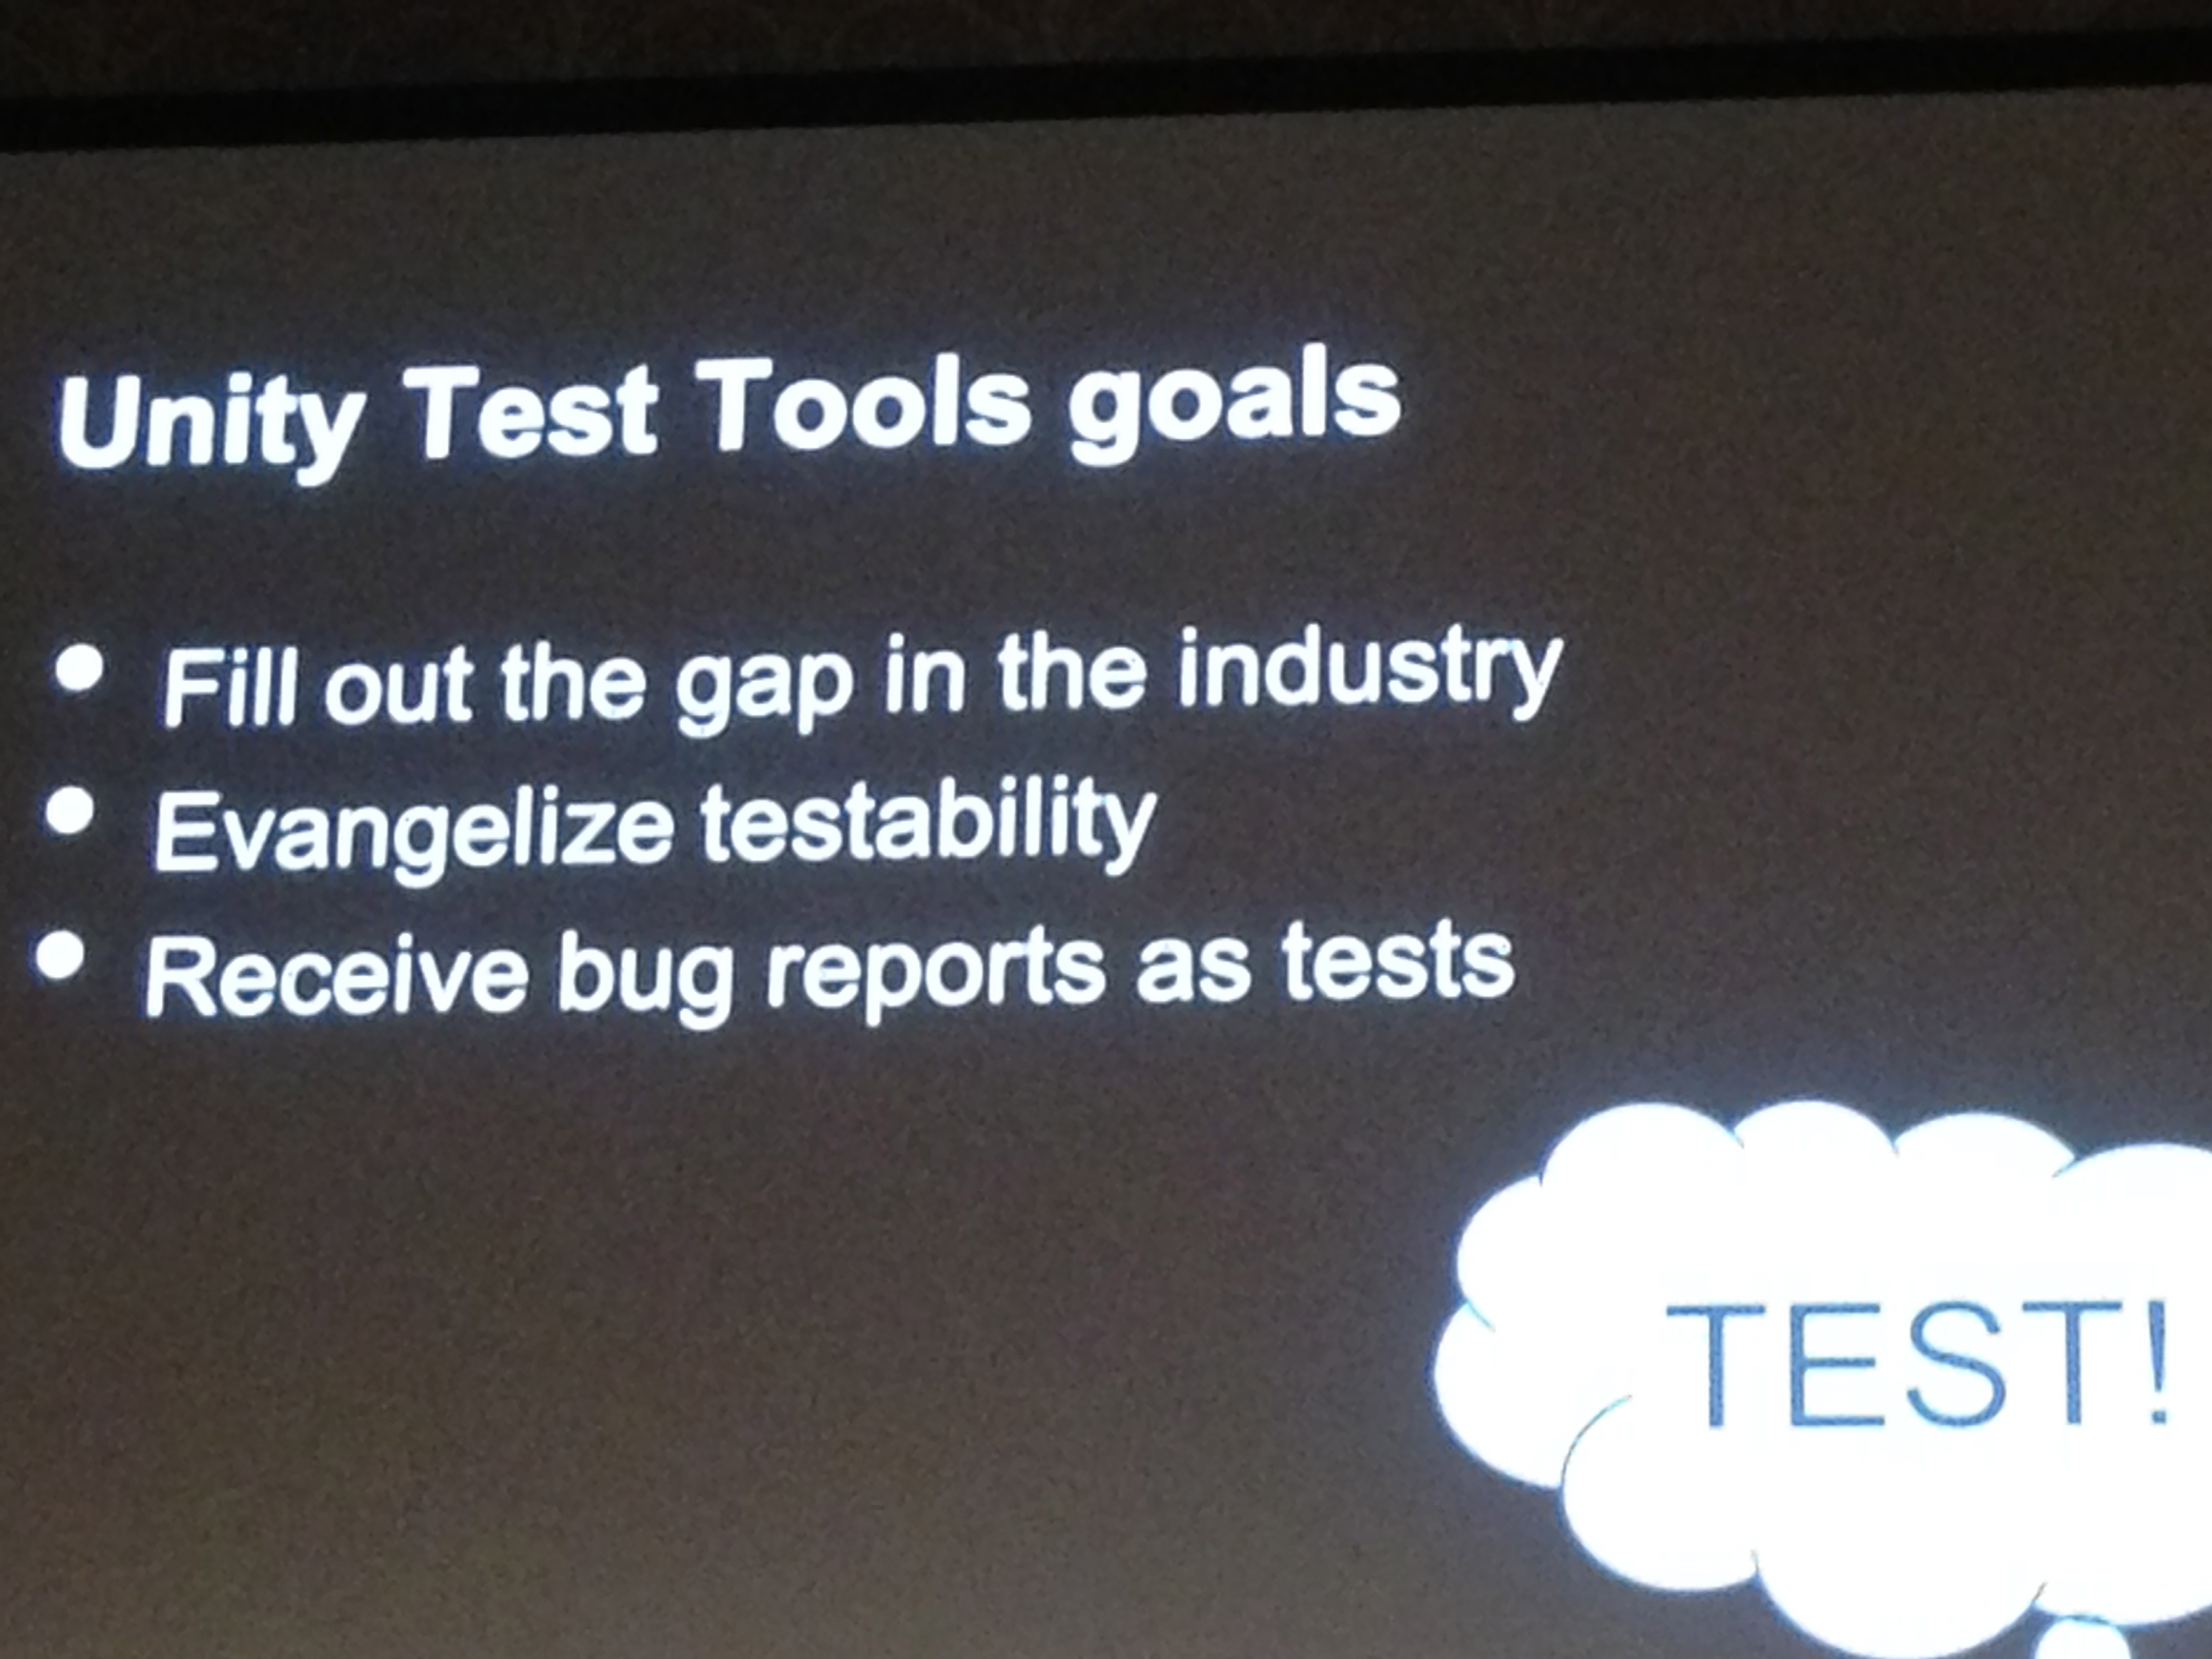 Unity Test Tools goals
• Fill out the gap in the industry
• Evangelize testability
• Receive bug reports as tests
TEST!